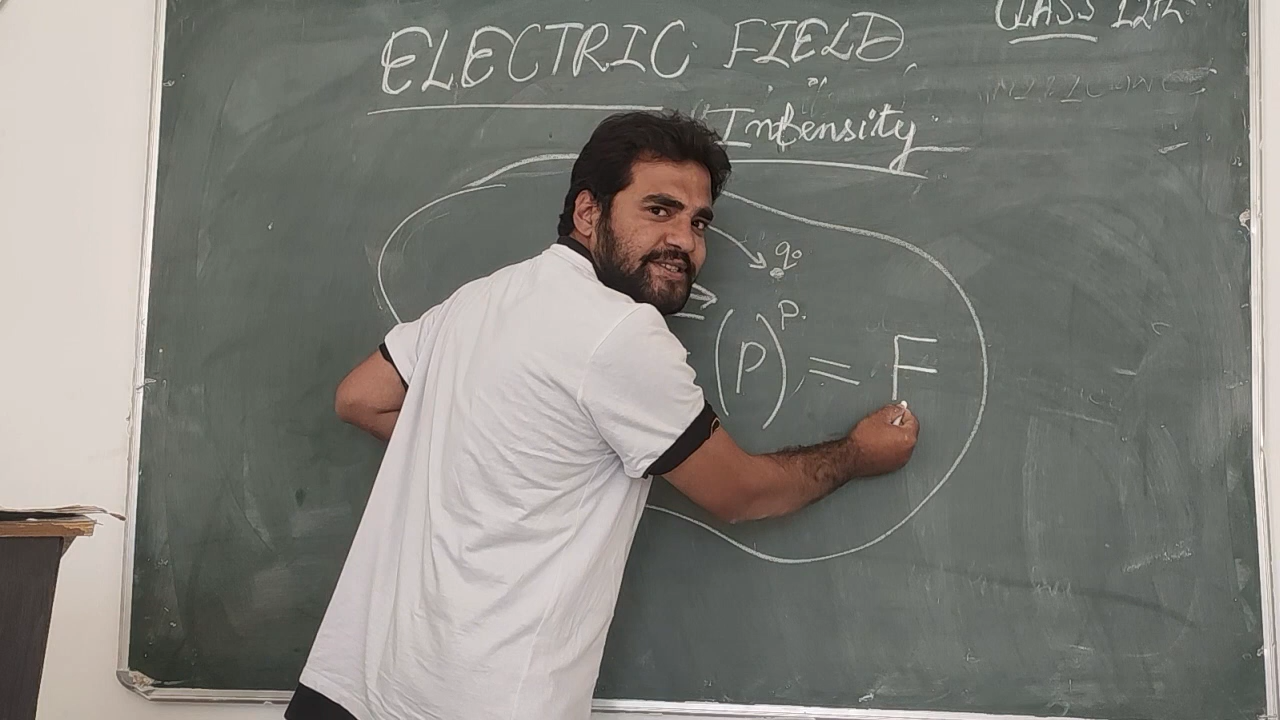 CLASS 12th
ELECTRIC FIELD
Intensity
q₀
P.
(P) = F